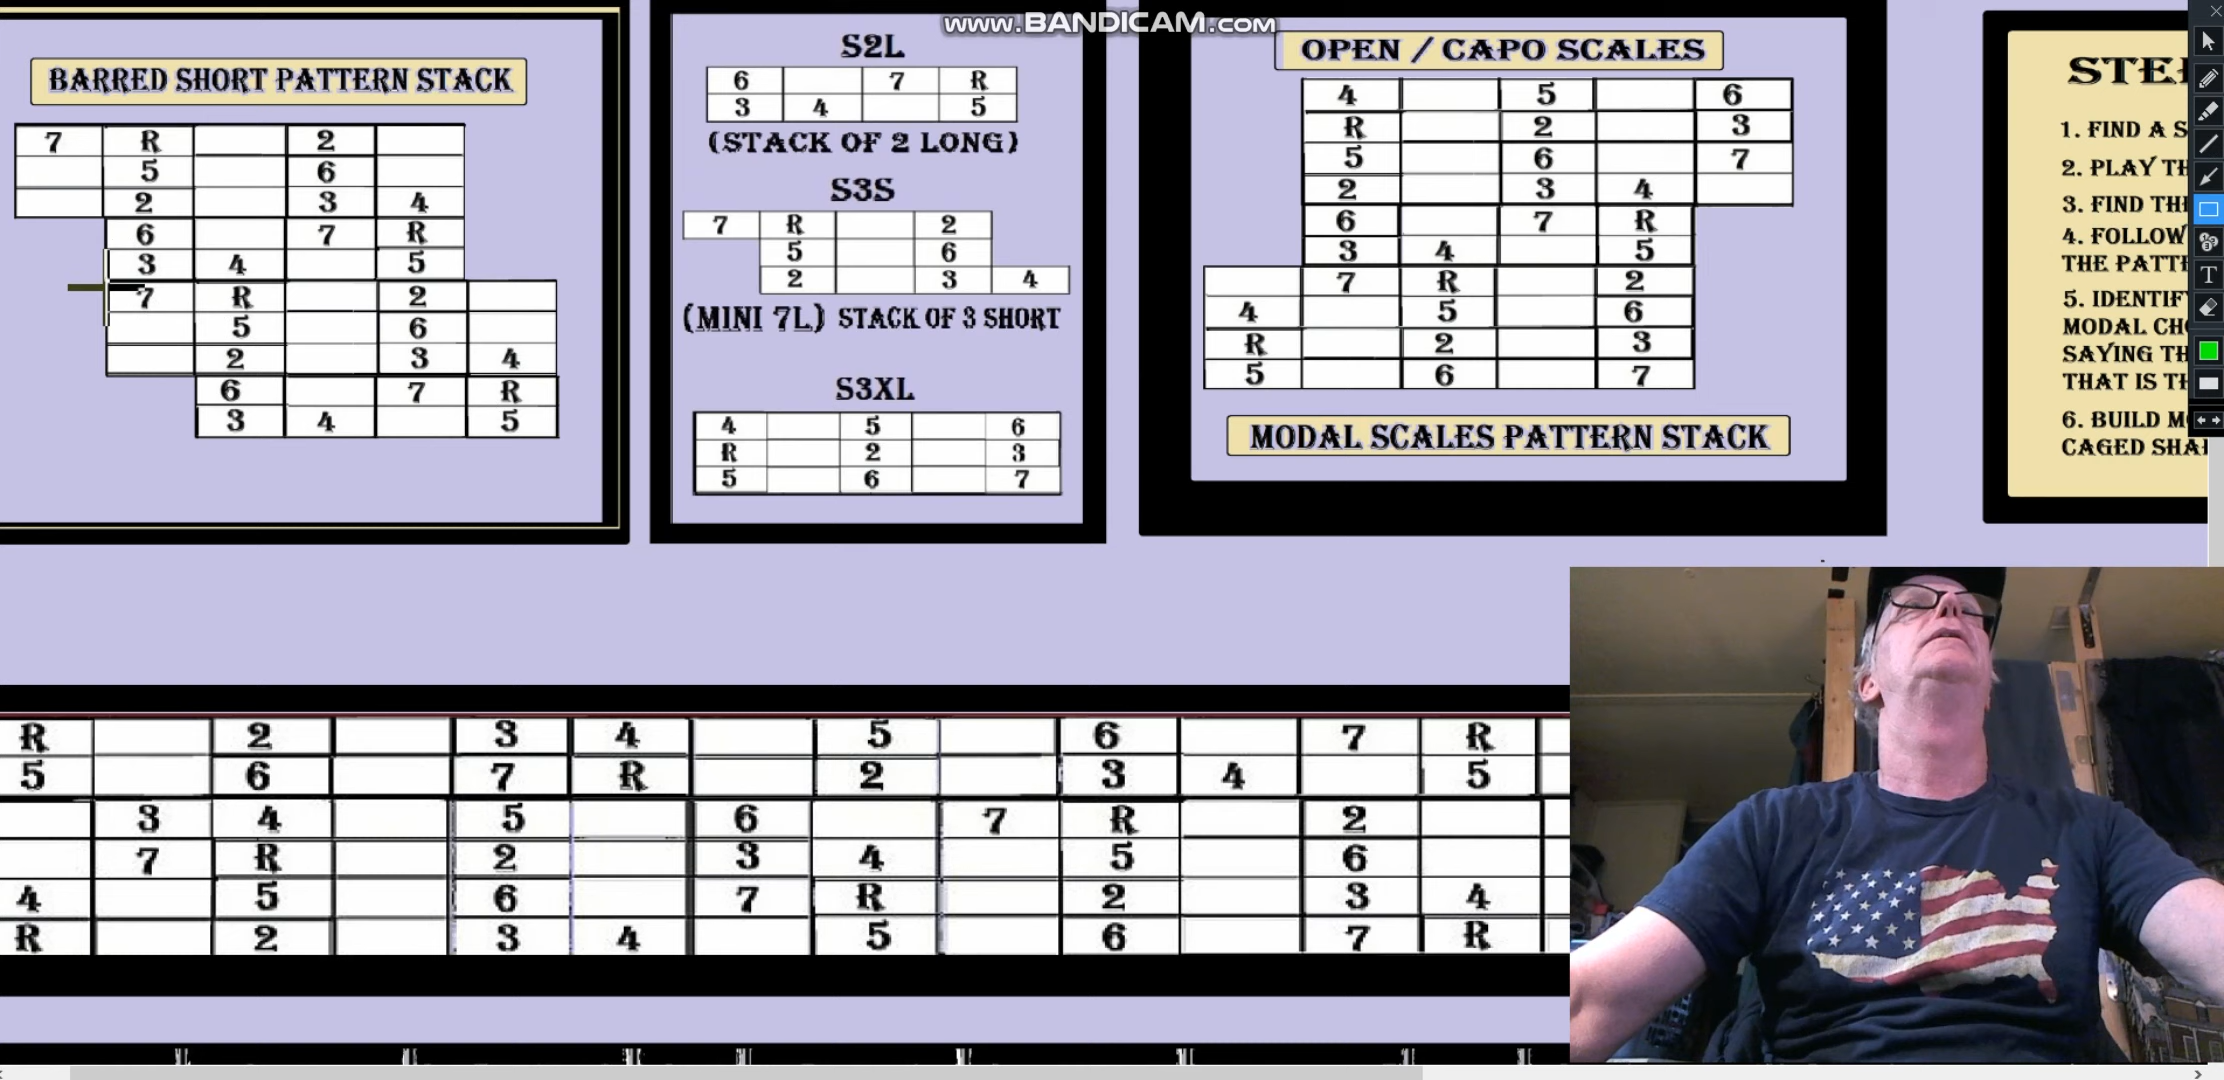 www.BANDICAM.com
BARRED SHORT PATTERN STACK
7 R 2
5 6
2 3 4
6 7 R
3 4 5
7 R 2
5 6
2 3 4
6 7 R
3 4 5
S2L
6 7 R
3 4 5
(STACK OF 2 LONG)
S3S
7 R 2
5 6
2 3 4
(MINI 7L) STACK OF 3 SHORT
S3XL
4 5 6
R 2 3
5 6 7
OPEN / CAPO SCALES
4 5 6
R 2 3
5 6 7
2 3 4
6 7 R
3 4 5
7 R 2
4 5 6
R 2 3
5 6 7
MODAL SCALES PATTERN STACK
1. FIND A
2. PLAY
3. FIND
4. FOLLOW
THE
5.
MODAL
SAYING
THAT IS
6. BUILD
CAGED
R 2 3 4 5 6 7 R
5 6 7 R 2 3 4 5
3 4 5 6 7 R 2
7 R 2 3 4 5 6
4 5 6 7 R 2 3 4
R 2 3 4 5 6 7 R